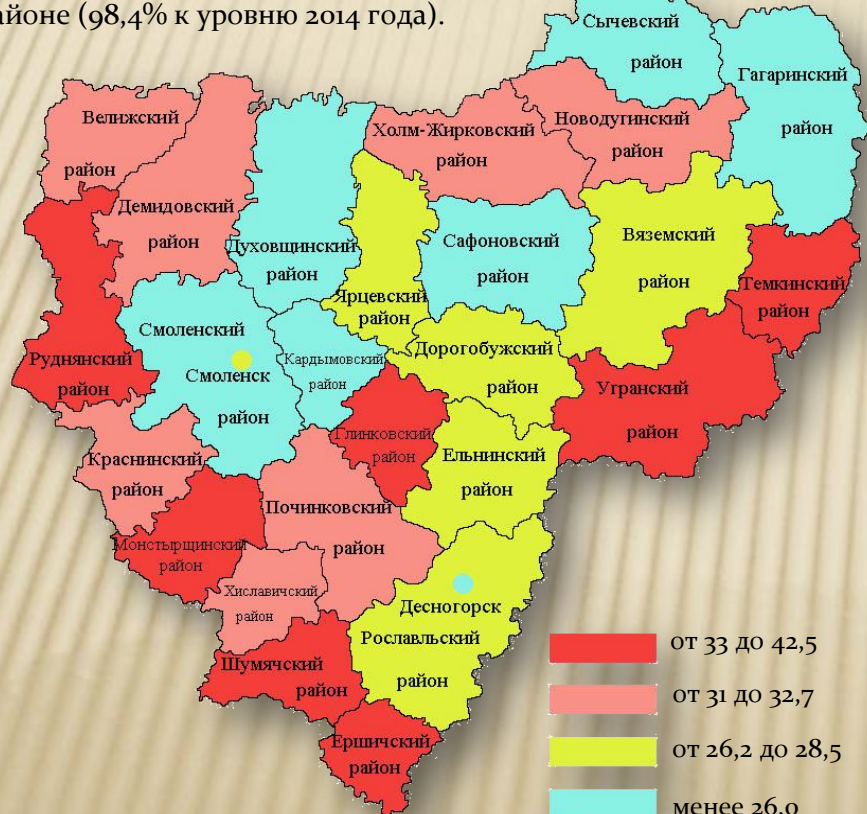 айоне (98,4% к уровню 2014 года).
Сычевский
район
Гагаринский
район
Велижский
район
Холм-Жирковский
район
Новодугинский
район
Демидовский
район
Духовщинский
район
Сафоновский
район
Вяземский
район
Темкинский
район
Ярцевский
район
Смоленский
Смоленск
район
Кардымовский
район
Дорогобужский
район
Руднянский
район
Угранский
район
Глинковский
район
Краснинский
район
Ельнинский
район
Починковский
район
Монстырщинский
район
Хиславичский
район
Десногорск
Рославльский
район
Шумячский
район
Ершичский
район
от 33 до 42,5
от 31 до 32,7
от 26,2 до 28,5
менее 26,0